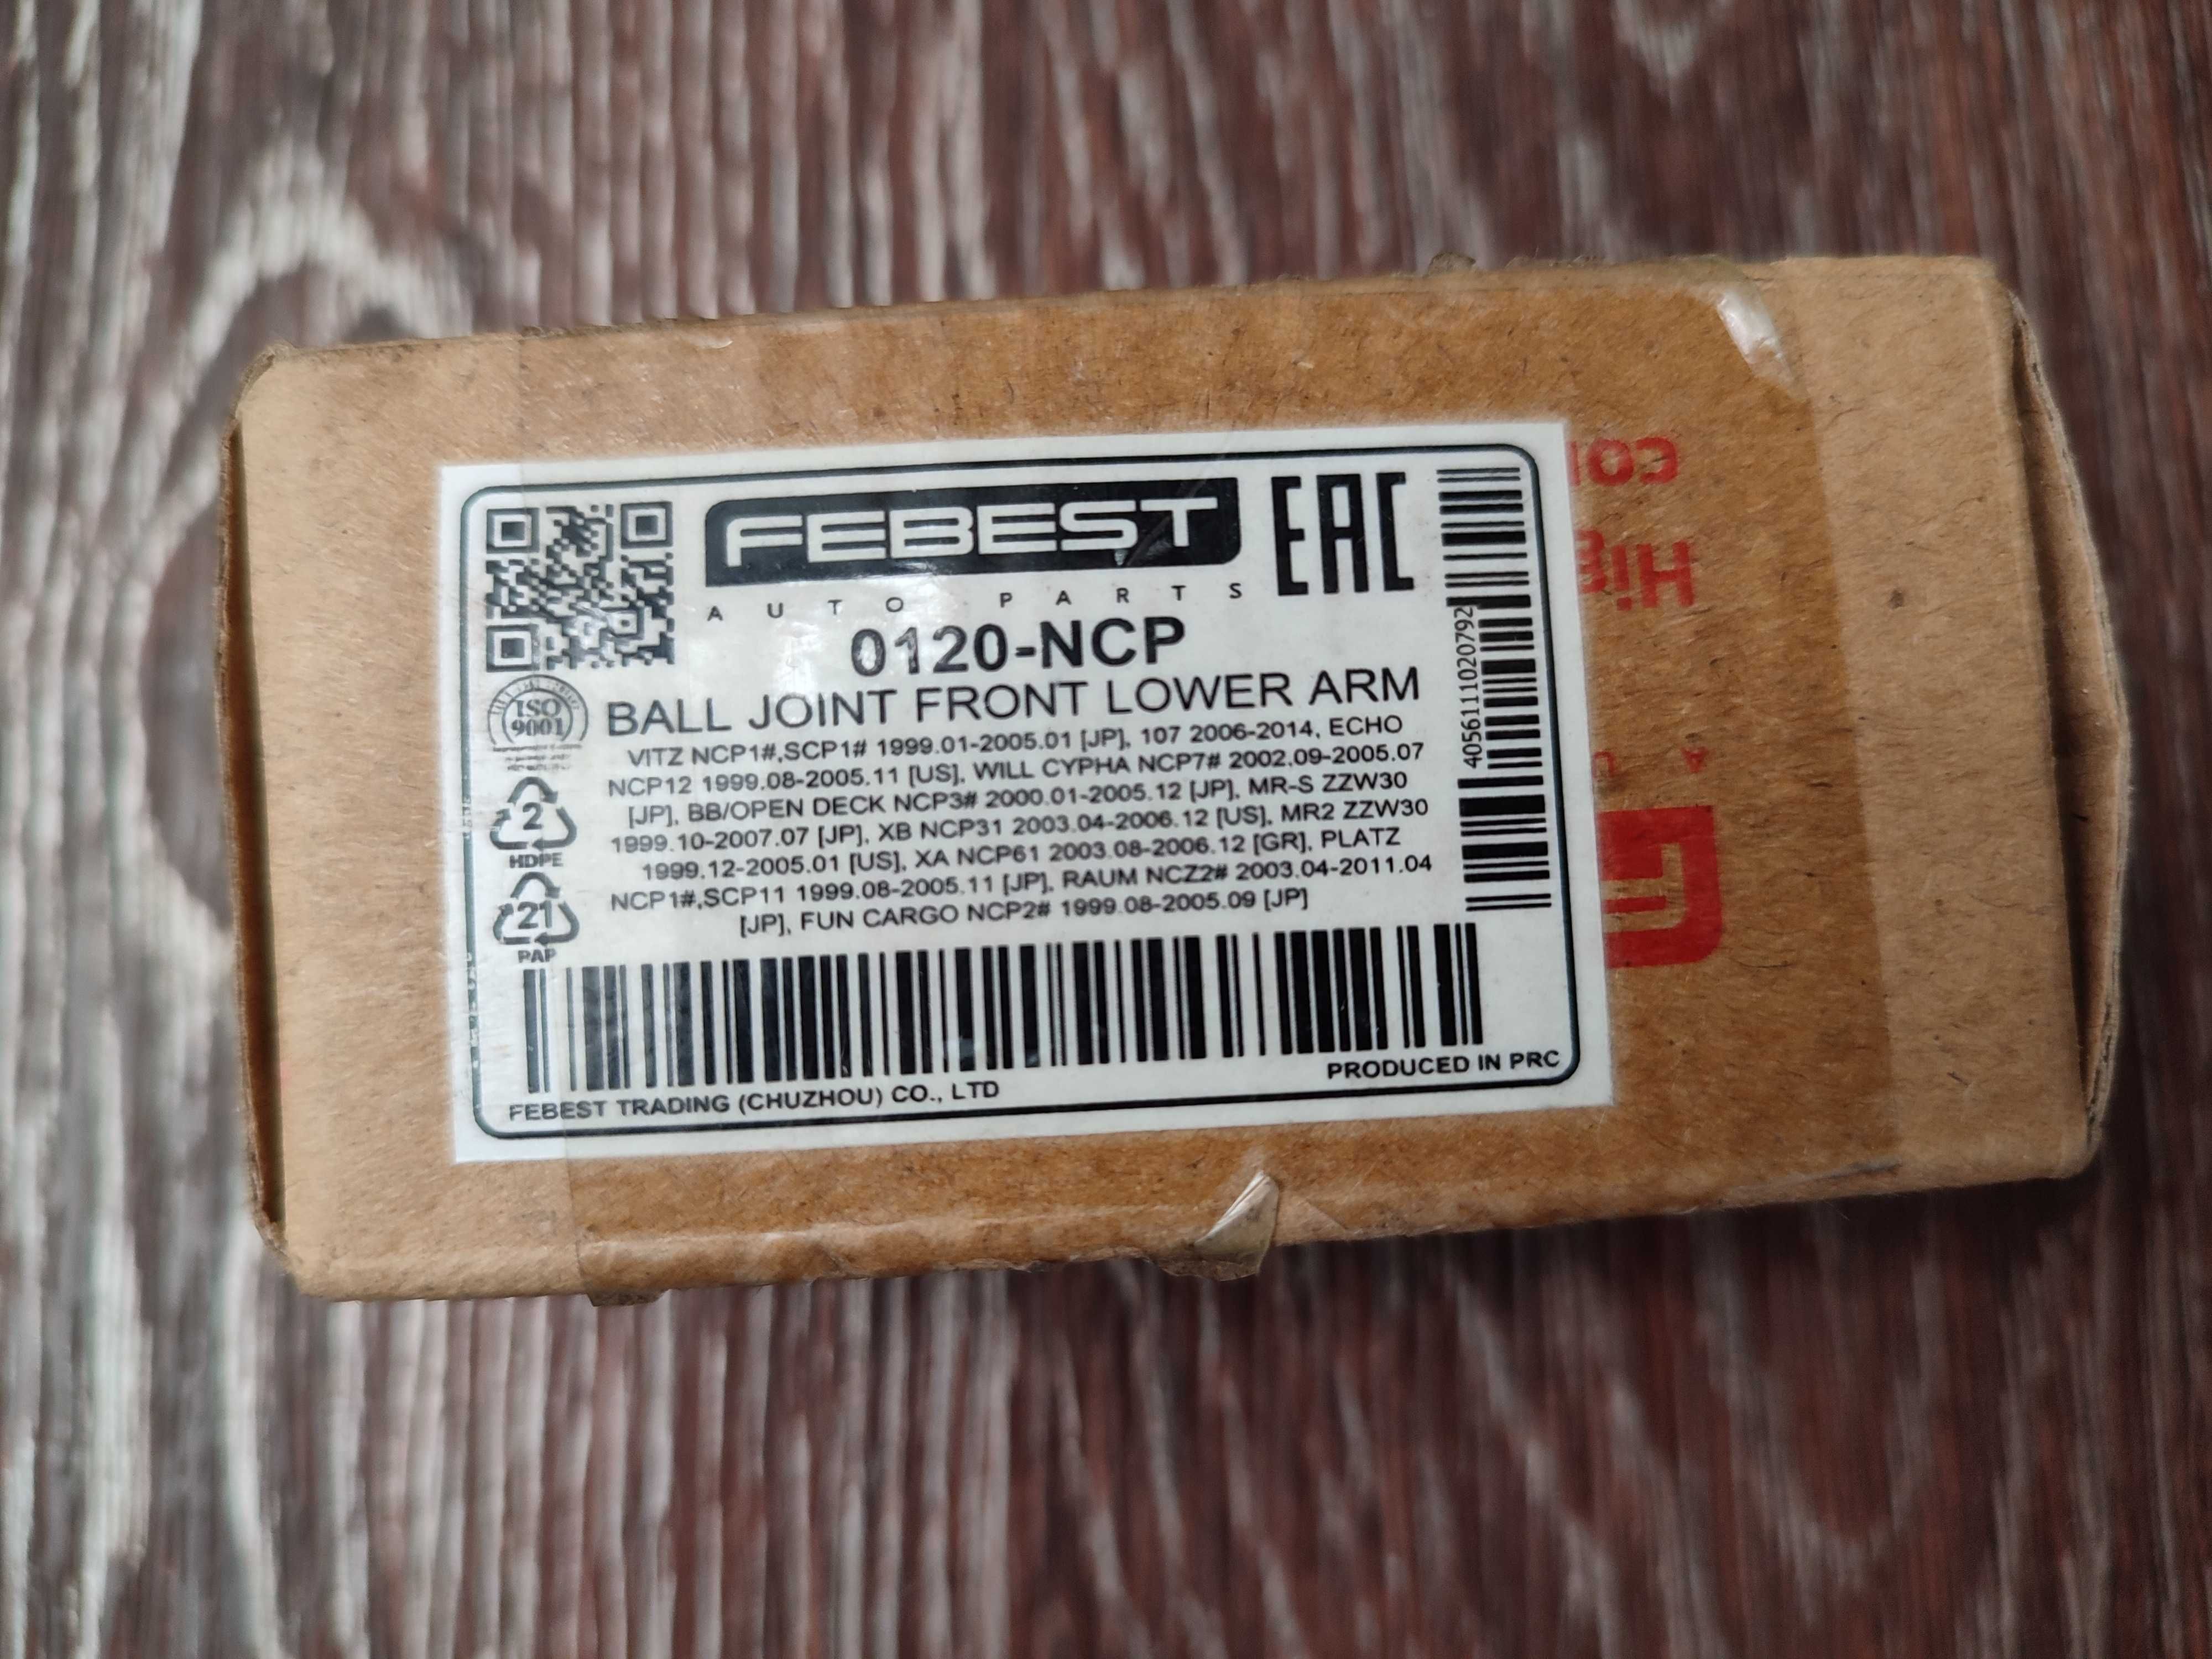 FEBEST
EAC
AUTO PARTS
0120-NCP
BALL JOINT FRONT LOWER ARM
ISO
9001
VITZ NCP1#,SCP1# 1999.01-2005.01 [JP], 107 2006-2014, ECHO
NCP12 1999.08-2005.11 [US], WILL CYPHA NCP7# 2002.09-2005.07
[JP], BB/OPEN DECK NCP3# 2000.01-2005.12 [JP], MR-S ZZW30
1999.10-2007.07 [JP], XB NCP31 2003.04-2006.12 [US], MR2 ZZW30
1999.12-2005.01 [US], XA NCP61 2003.08-2006.12 [GR], PLATZ
NCP1#,SCP11 1999.08-2005.11 [JP], RAUM NCZ2# 2003.04-2011.04
[JP], FUN CARGO NCP2# 1999.08-2005.09 [JP]
2
HDPE
21
PAP
4056111020792
FEBEST TRADING (CHUZHOU) CO., LTD
PRODUCED IN PRC